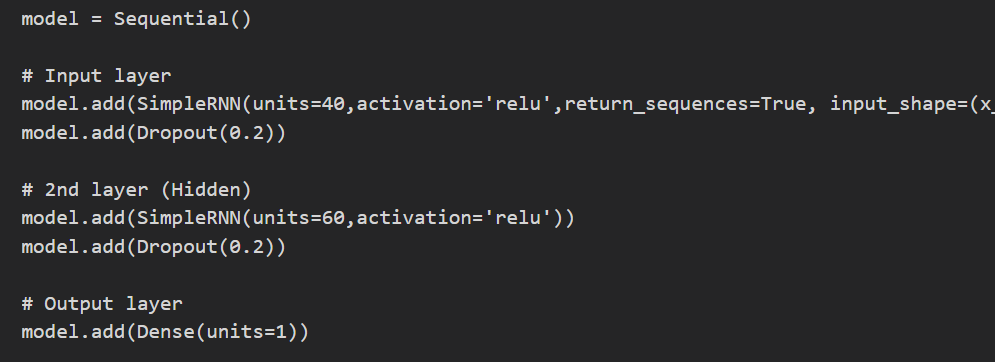 model = Sequential()
# Input layer
model.add(SimpleRNN(units=40,activation='relu',return_sequences=True, input_shape=(x_
model.add(Dropout(0.2))
# 2nd layer (Hidden)
model.add(SimpleRNN(units=60,activation='relu'))
model.add(Dropout(0.2))
# Output layer
model.add(Dense(units=1))